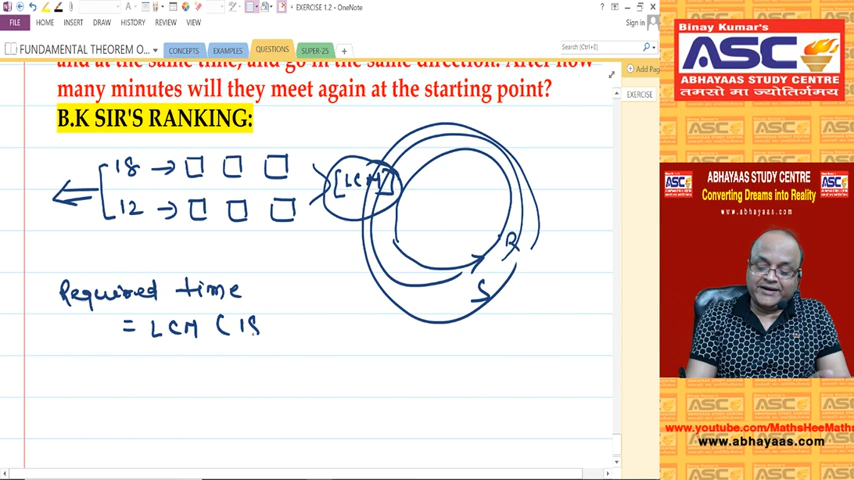 EXERCISE 1.2 - OneNote
FILE HOME INSERT DRAW HISTORY REVIEW VIEW
Sign in
FUNDAMENTAL THEOREM O... CONCEPTS EXAMPLES QUESTIONS SUPER-25 +
Search (Ctrl+E)
Add Pag
EXERCISE
and at the same time, and go in the same direction. After how
many minutes will they meet again at the starting point?
B.K SIR'S RANKING:
18 →
12 →
[LCM]
R
S
Required time
= LCM ( 18
Binay Kumar's
ASC
ABHAYAAS STUDY CENTRE
तमसो मा ज्योतिर्गमय
ASC
ABHAYAAS STUDY CENTRE
Converting Dreams into Reality
www.abhayaas.com
www.youtube.com/MathsHeeMaths
www.abhayaas.com